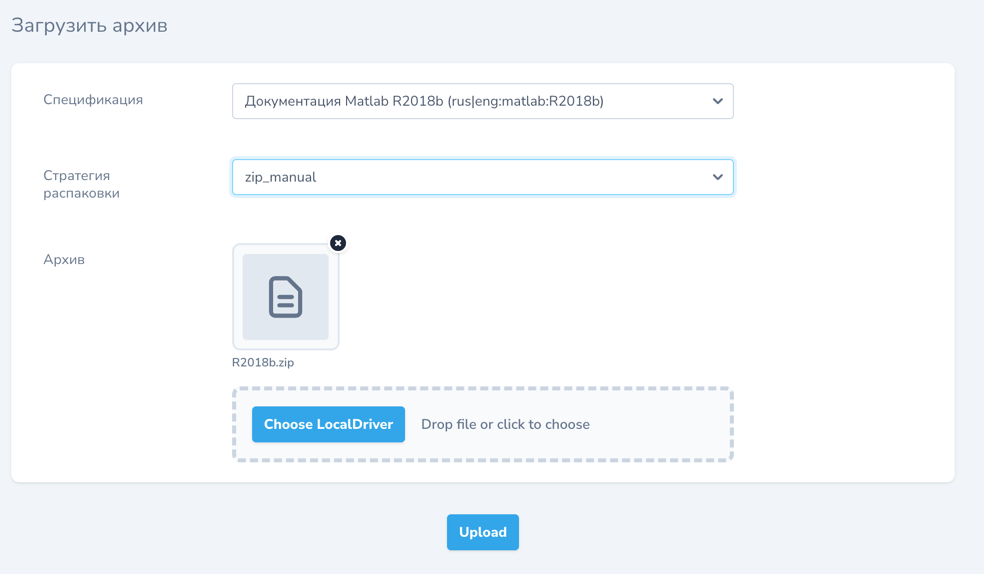 Загрузить архив
Спецификация
Документация Matlab R2018b (rus|eng:matlab:R2018b)
Стратегия
распаковки
zip_manual
Архив
R2018b.zip
Choose LocalDriver
Drop file or click to choose
Upload